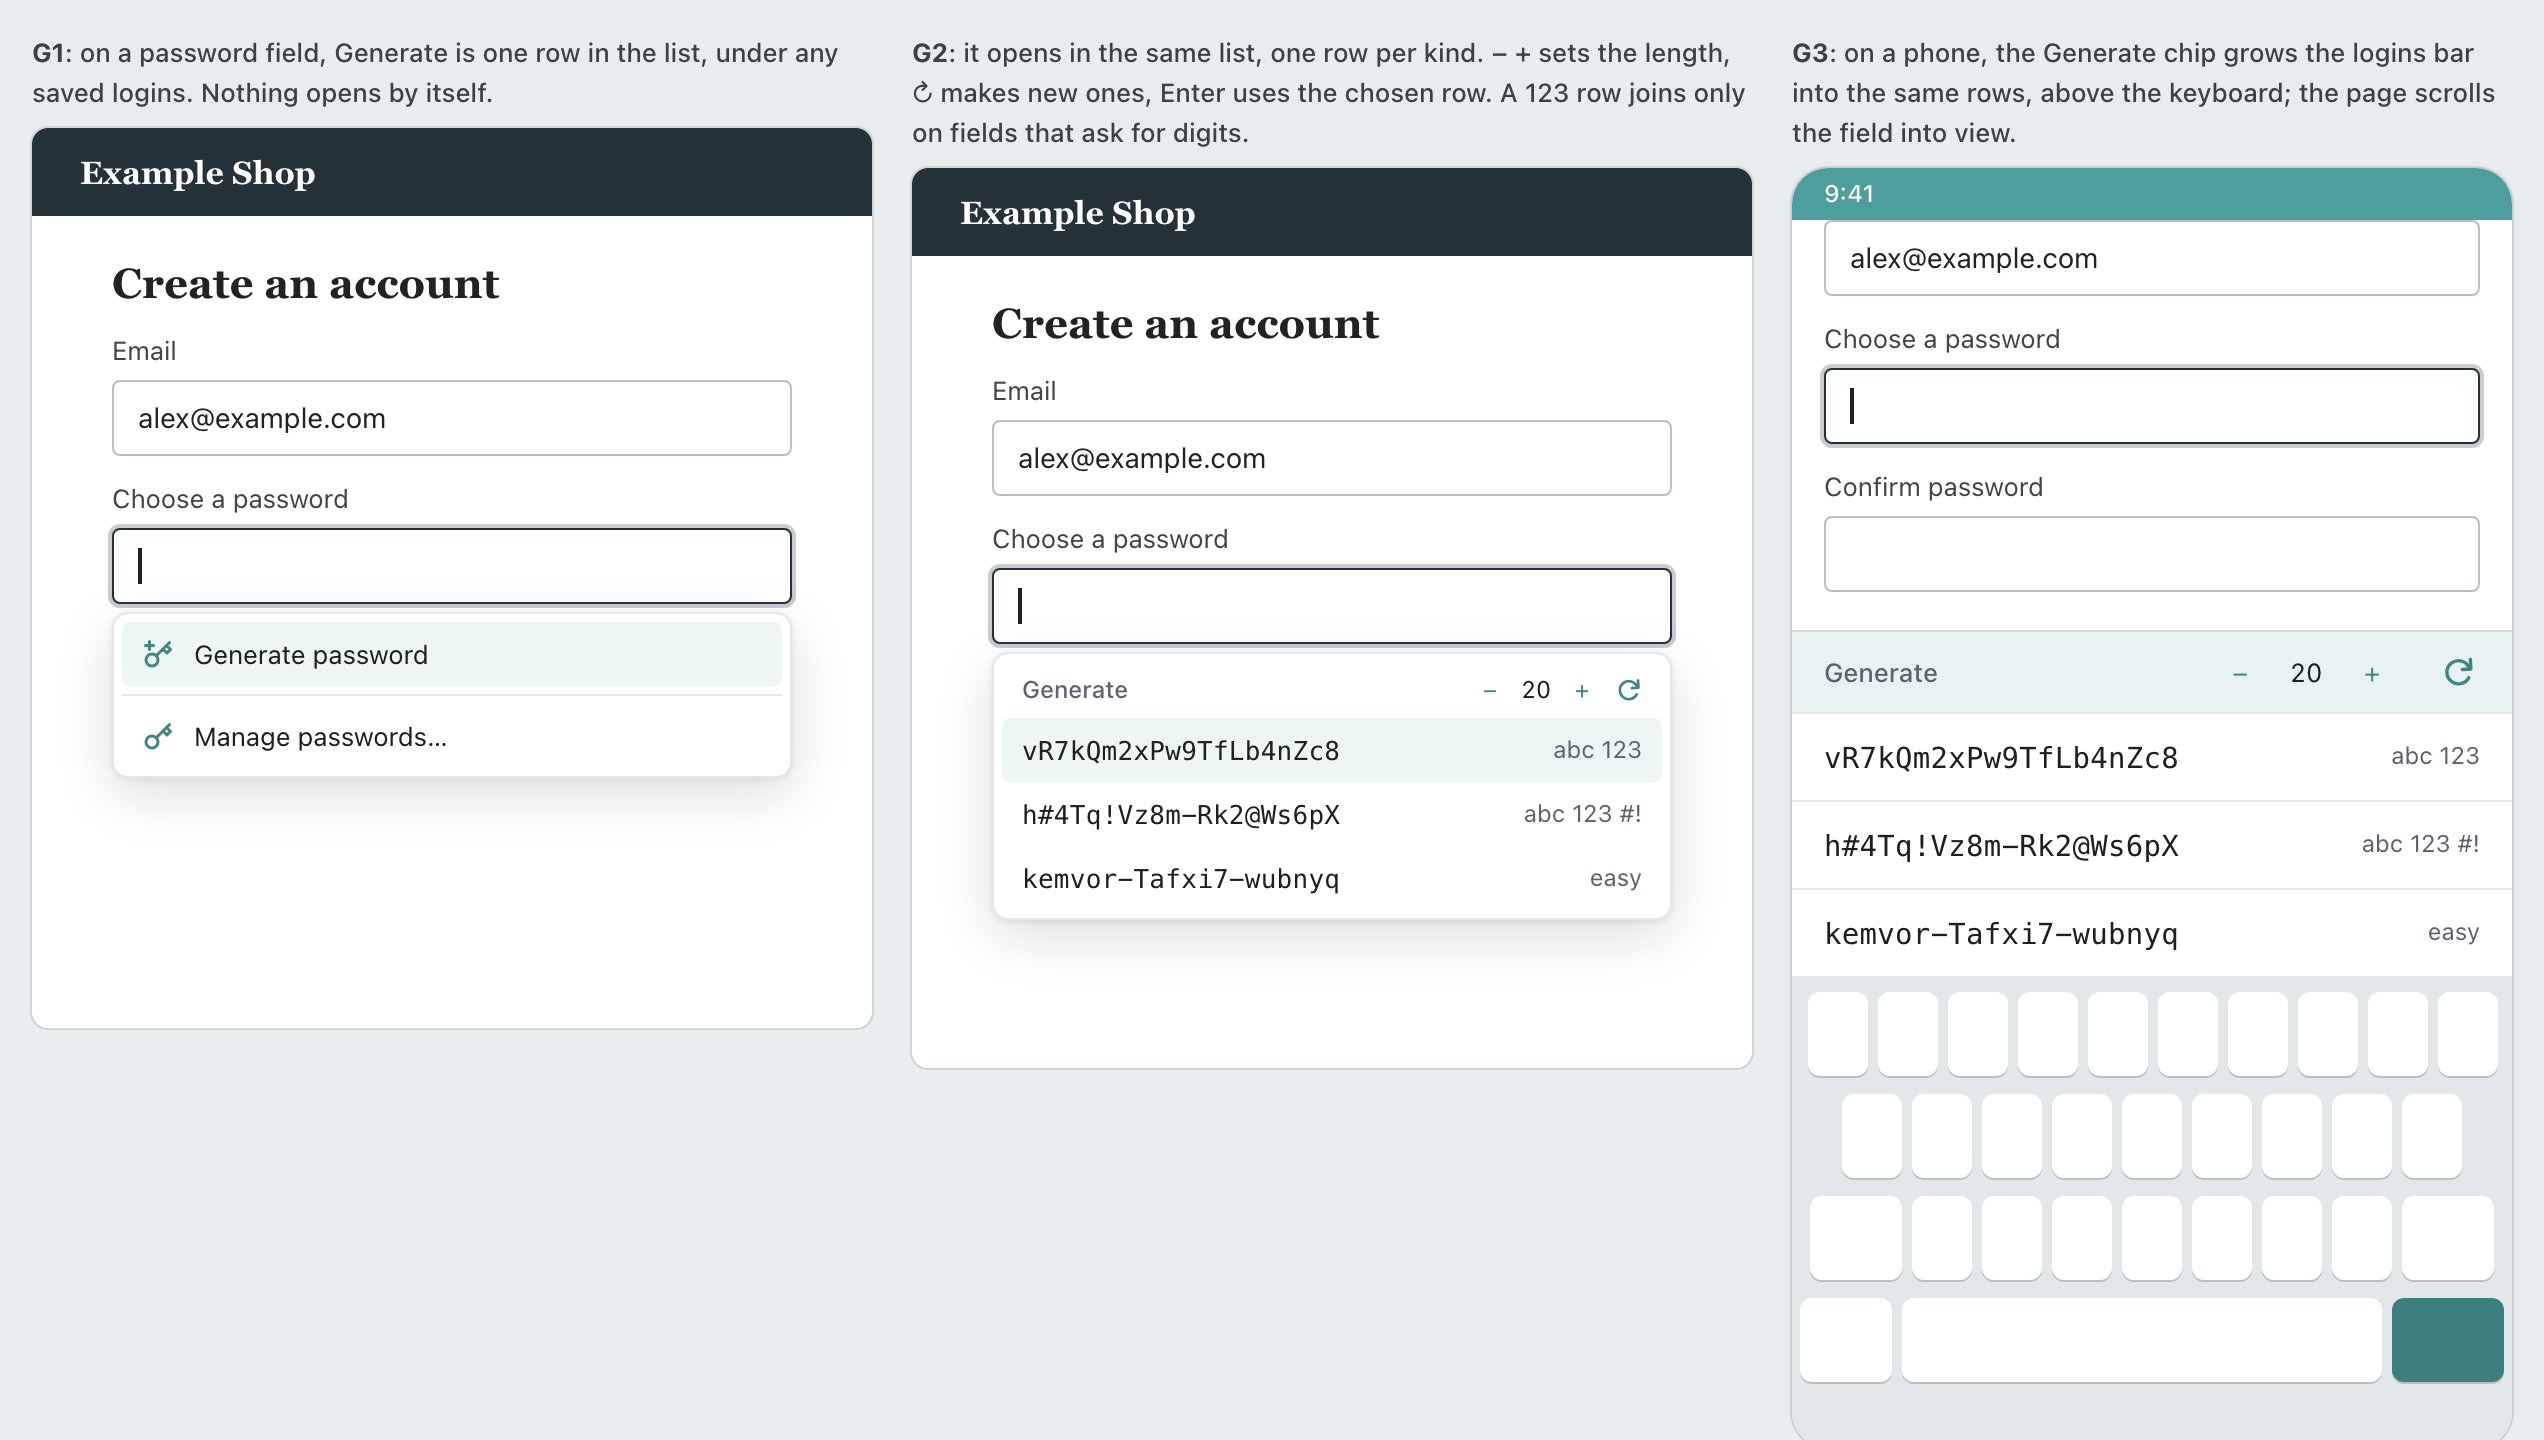 G1: on a password field, Generate is one row in the list, under any
saved logins. Nothing opens by itself.
Example Shop
Create an account
Email
alex@example.com
Choose a password
Generate password
Manage passwords...
G2: it opens in the same list, one row per kind. – + sets the length,
↻ makes new ones, Enter uses the chosen row. A 123 row joins only
on fields that ask for digits.
Example Shop
Create an account
Email
alex@example.com
Choose a password
Generate – 20 +
vR7kQm2xPw9TfLb4nZc8 abc 123
h#4Tq!Vz8m-Rk2@Ws6pX abc 123 #!
kemvor-Tafxi7-wubnyq easy
G3: on a phone, the Generate chip grows the logins bar
into the same rows, above the keyboard; the page scrolls
the field into view.
9:41
alex@example.com
Choose a password
Confirm password
Generate – 20 +
vR7kQm2xPw9TfLb4nZc8 abc 123
h#4Tq!Vz8m-Rk2@Ws6pX abc 123 #!
kemvor-Tafxi7-wubnyq easy